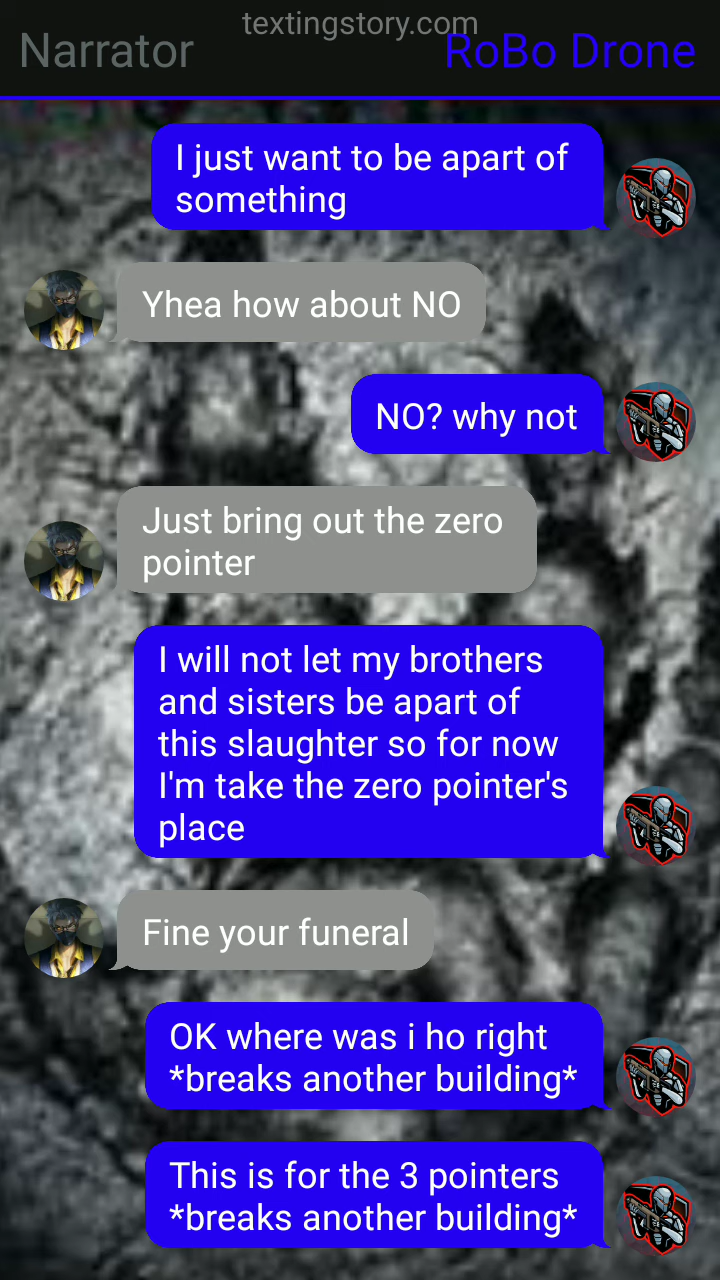 textingstory.com
Narrator
RoBo Drone
I just want to be apart of
something
Yhea how about NO
NO? why not
Just bring out the zero
pointer
I will not let my brothers
and sisters be apart of
this slaughter so for now
I'm take the zero pointer's
place
Fine your funeral
OK where was i ho right
*breaks another building*
This is for the 3 pointers
*breaks another building*